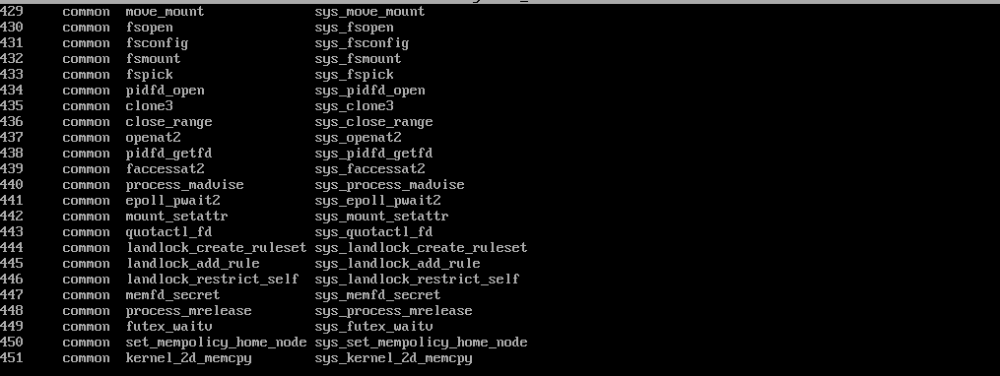 429 common move_mount sys_move_mount
430 common fsopen sys_fsopen
431 common fsconfig sys_fsconfig
432 common fsmount sys_fsmount
433 common fspick sys_fspick
434 common pidfd_open sys_pidfd_open
435 common clone3 sys_clone3
436 common close_range sys_close_range
437 common openat2 sys_openat2
438 common pidfd_getfd sys_pidfd_getfd
439 common faccessat2 sys_faccessat2
440 common process_madvise sys_process_madvise
441 common epoll_pwait2 sys_epoll_pwait2
442 common mount_setattr sys_mount_setattr
443 common quotactl_fd sys_quotactl_fd
444 common landlock_create_ruleset sys_landlock_create_ruleset
445 common landlock_add_rule sys_landlock_add_rule
446 common landlock_restrict_self sys_landlock_restrict_self
447 common memfd_secret sys_memfd_secret
448 common process_mrelease sys_process_mrelease
449 common futex_waitv sys_futex_waitv
450 common set_mempolicy_home_node sys_set_mempolicy_home_node
451 common kernel_2d_memcpy sys_kernel_2d_memcpy